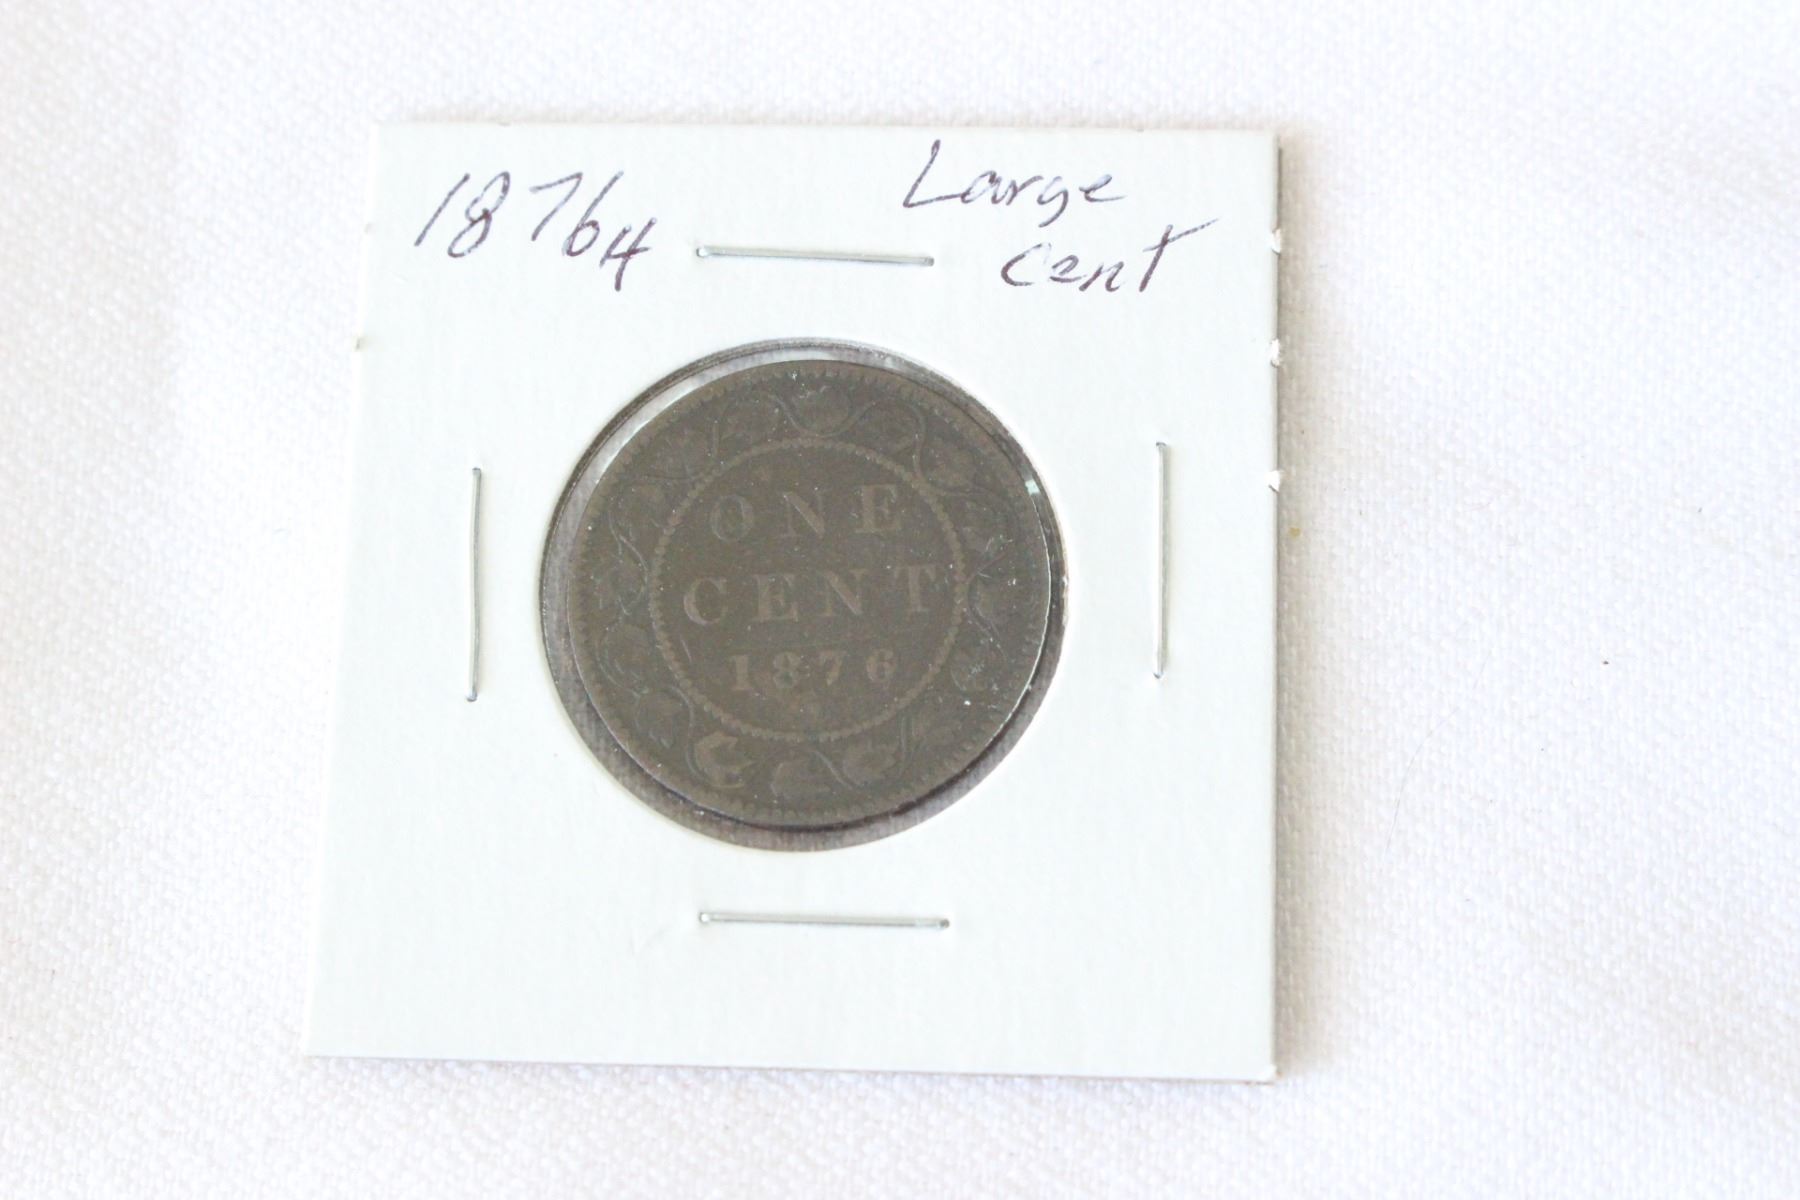 1876H
Large
Cent
ONE
CENT
1876